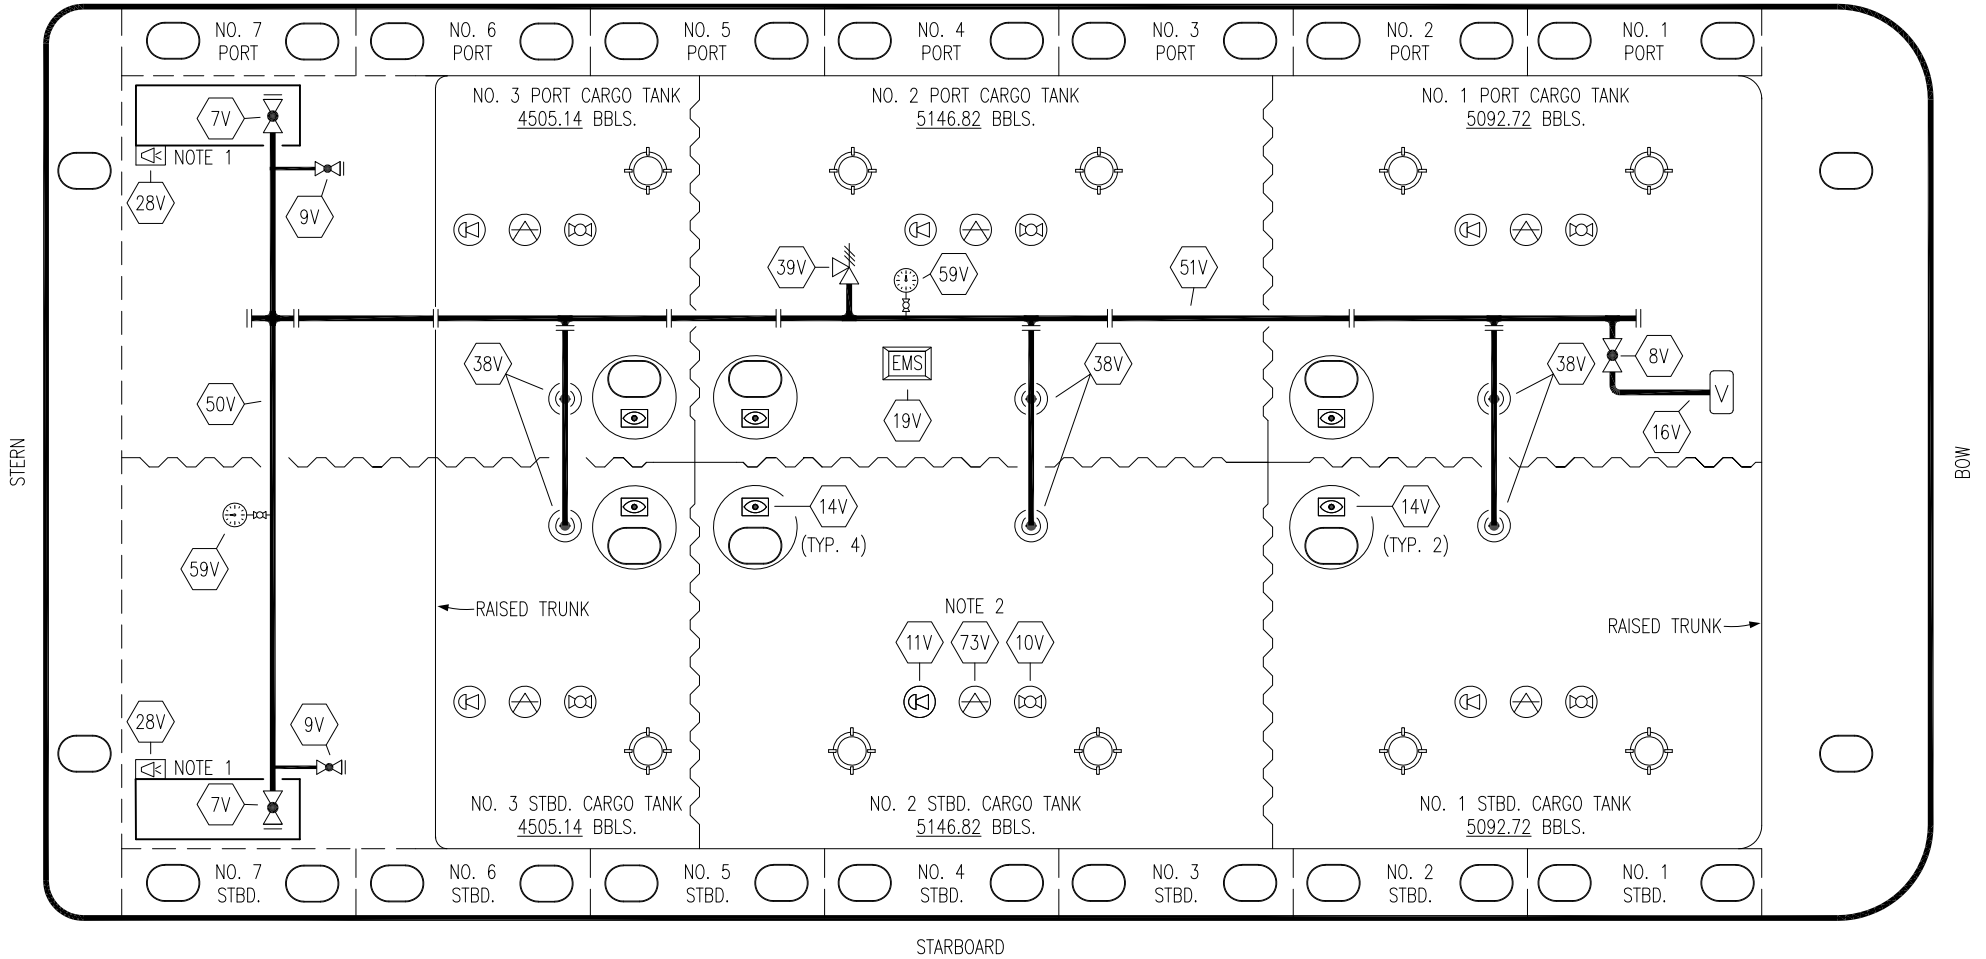 NO. 7
PORT
NO. 6
PORT
NO. 5
PORT
NO. 4
PORT
NO. 3
PORT
NO. 2
PORT
NO. 1
PORT
NO. 3 PORT CARGO TANK
4505.14 BBLS.
NO. 2 PORT CARGO TANK
5146.82 BBLS.
NO. 1 PORT CARGO TANK
5092.72 BBLS.
7V
NOTE 1
28V
9V
39V
59V
51V
38V
EMS
19V
38V
38V
8V
V
16V
50V
STERN
BOW
14V
(TYP. 4)
14V
(TYP. 2)
59V
RAISED TRUNK
NOTE 2
11V
73V
10V
RAISED TRUNK
28V
9V
NOTE 1
7V
NO. 3 STBD. CARGO TANK
4505.14 BBLS.
NO. 2 STBD. CARGO TANK
5146.82 BBLS.
NO. 1 STBD. CARGO TANK
5092.72 BBLS.
NO. 7
STBD.
NO. 6
STBD.
NO. 5
STBD.
NO. 4
STBD.
NO. 3
STBD.
NO. 2
STBD.
NO. 1
STBD.
STARBOARD